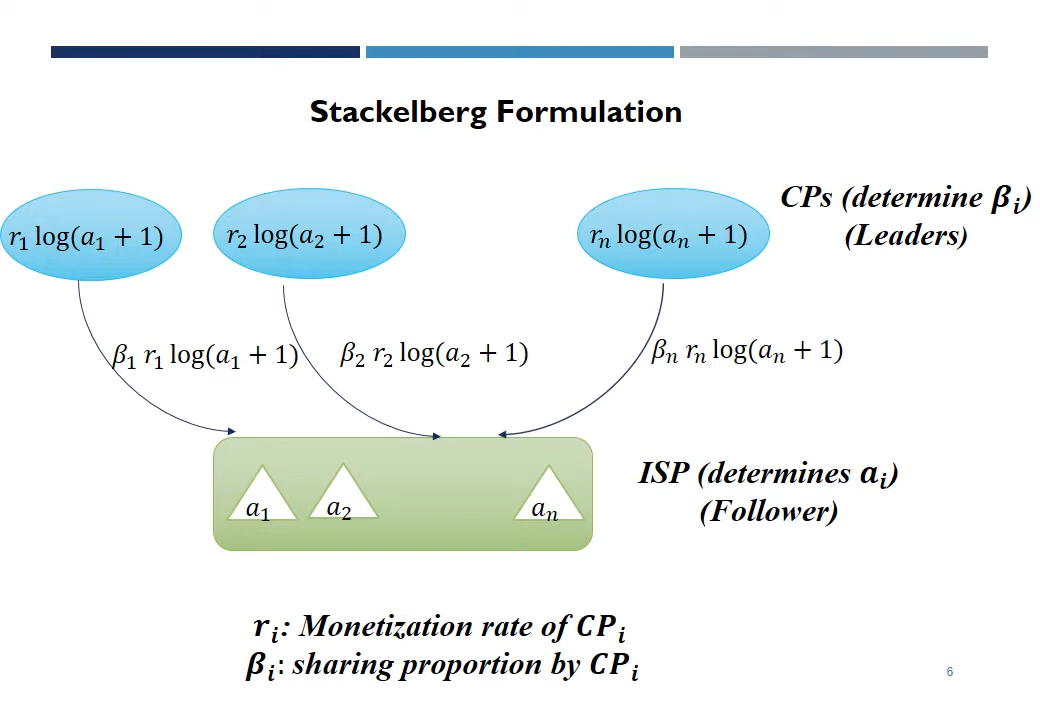 Stackelberg Formulation
r₁ log(a₁ + 1)
r₂ log(a₂ + 1)
rₙ log(aₙ + 1)
CPs (determine βᵢ)
(Leaders)
β₁ r₁ log(a₁ + 1)
β₂ r₂ log(a₂ + 1)
βₙ rₙ log(aₙ + 1)
a₁
a₂
aₙ
ISP (determines aᵢ)
(Follower)
rᵢ: Monetization rate of CPᵢ
βᵢ: sharing proportion by CPᵢ
6